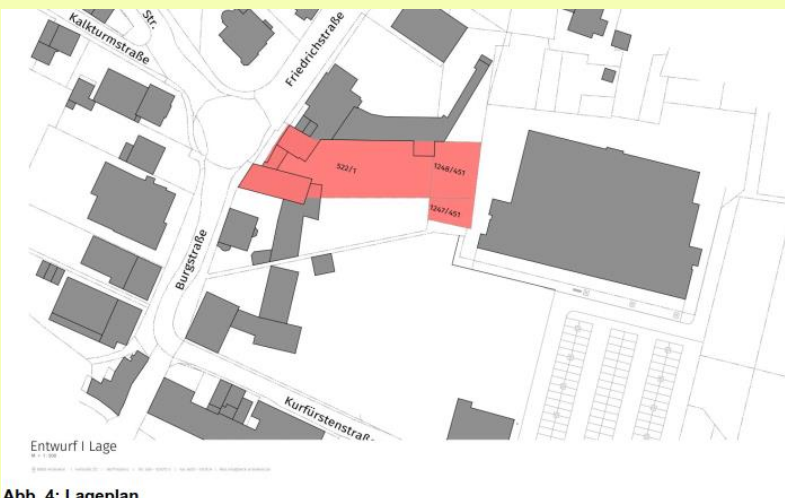 Kalkturmstraße
Str.
Friedrichstraße
522/1
1248/451
1247/451
Burgstraße
Kurfürstenstraße
Entwurf I Lage
Abb. 4: Lageplan